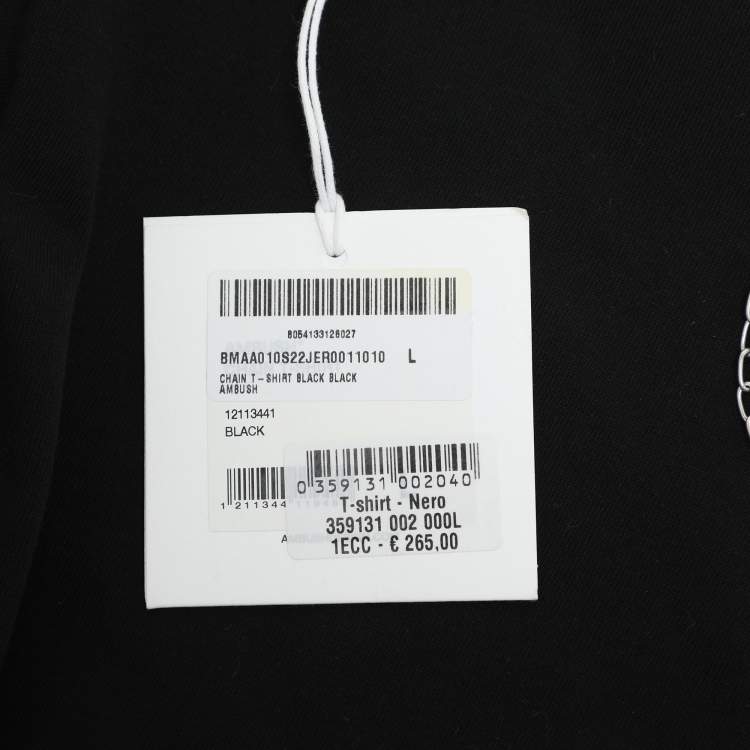 8054133126027
BMAA010S22JER0011010 L
CHAIN T-SHIRT BLACK BLACK
AMBUSH
12113441
BLACK
0 359131 002040
T-shirt - Nero
359131 002 000L
1ECC - € 265,00